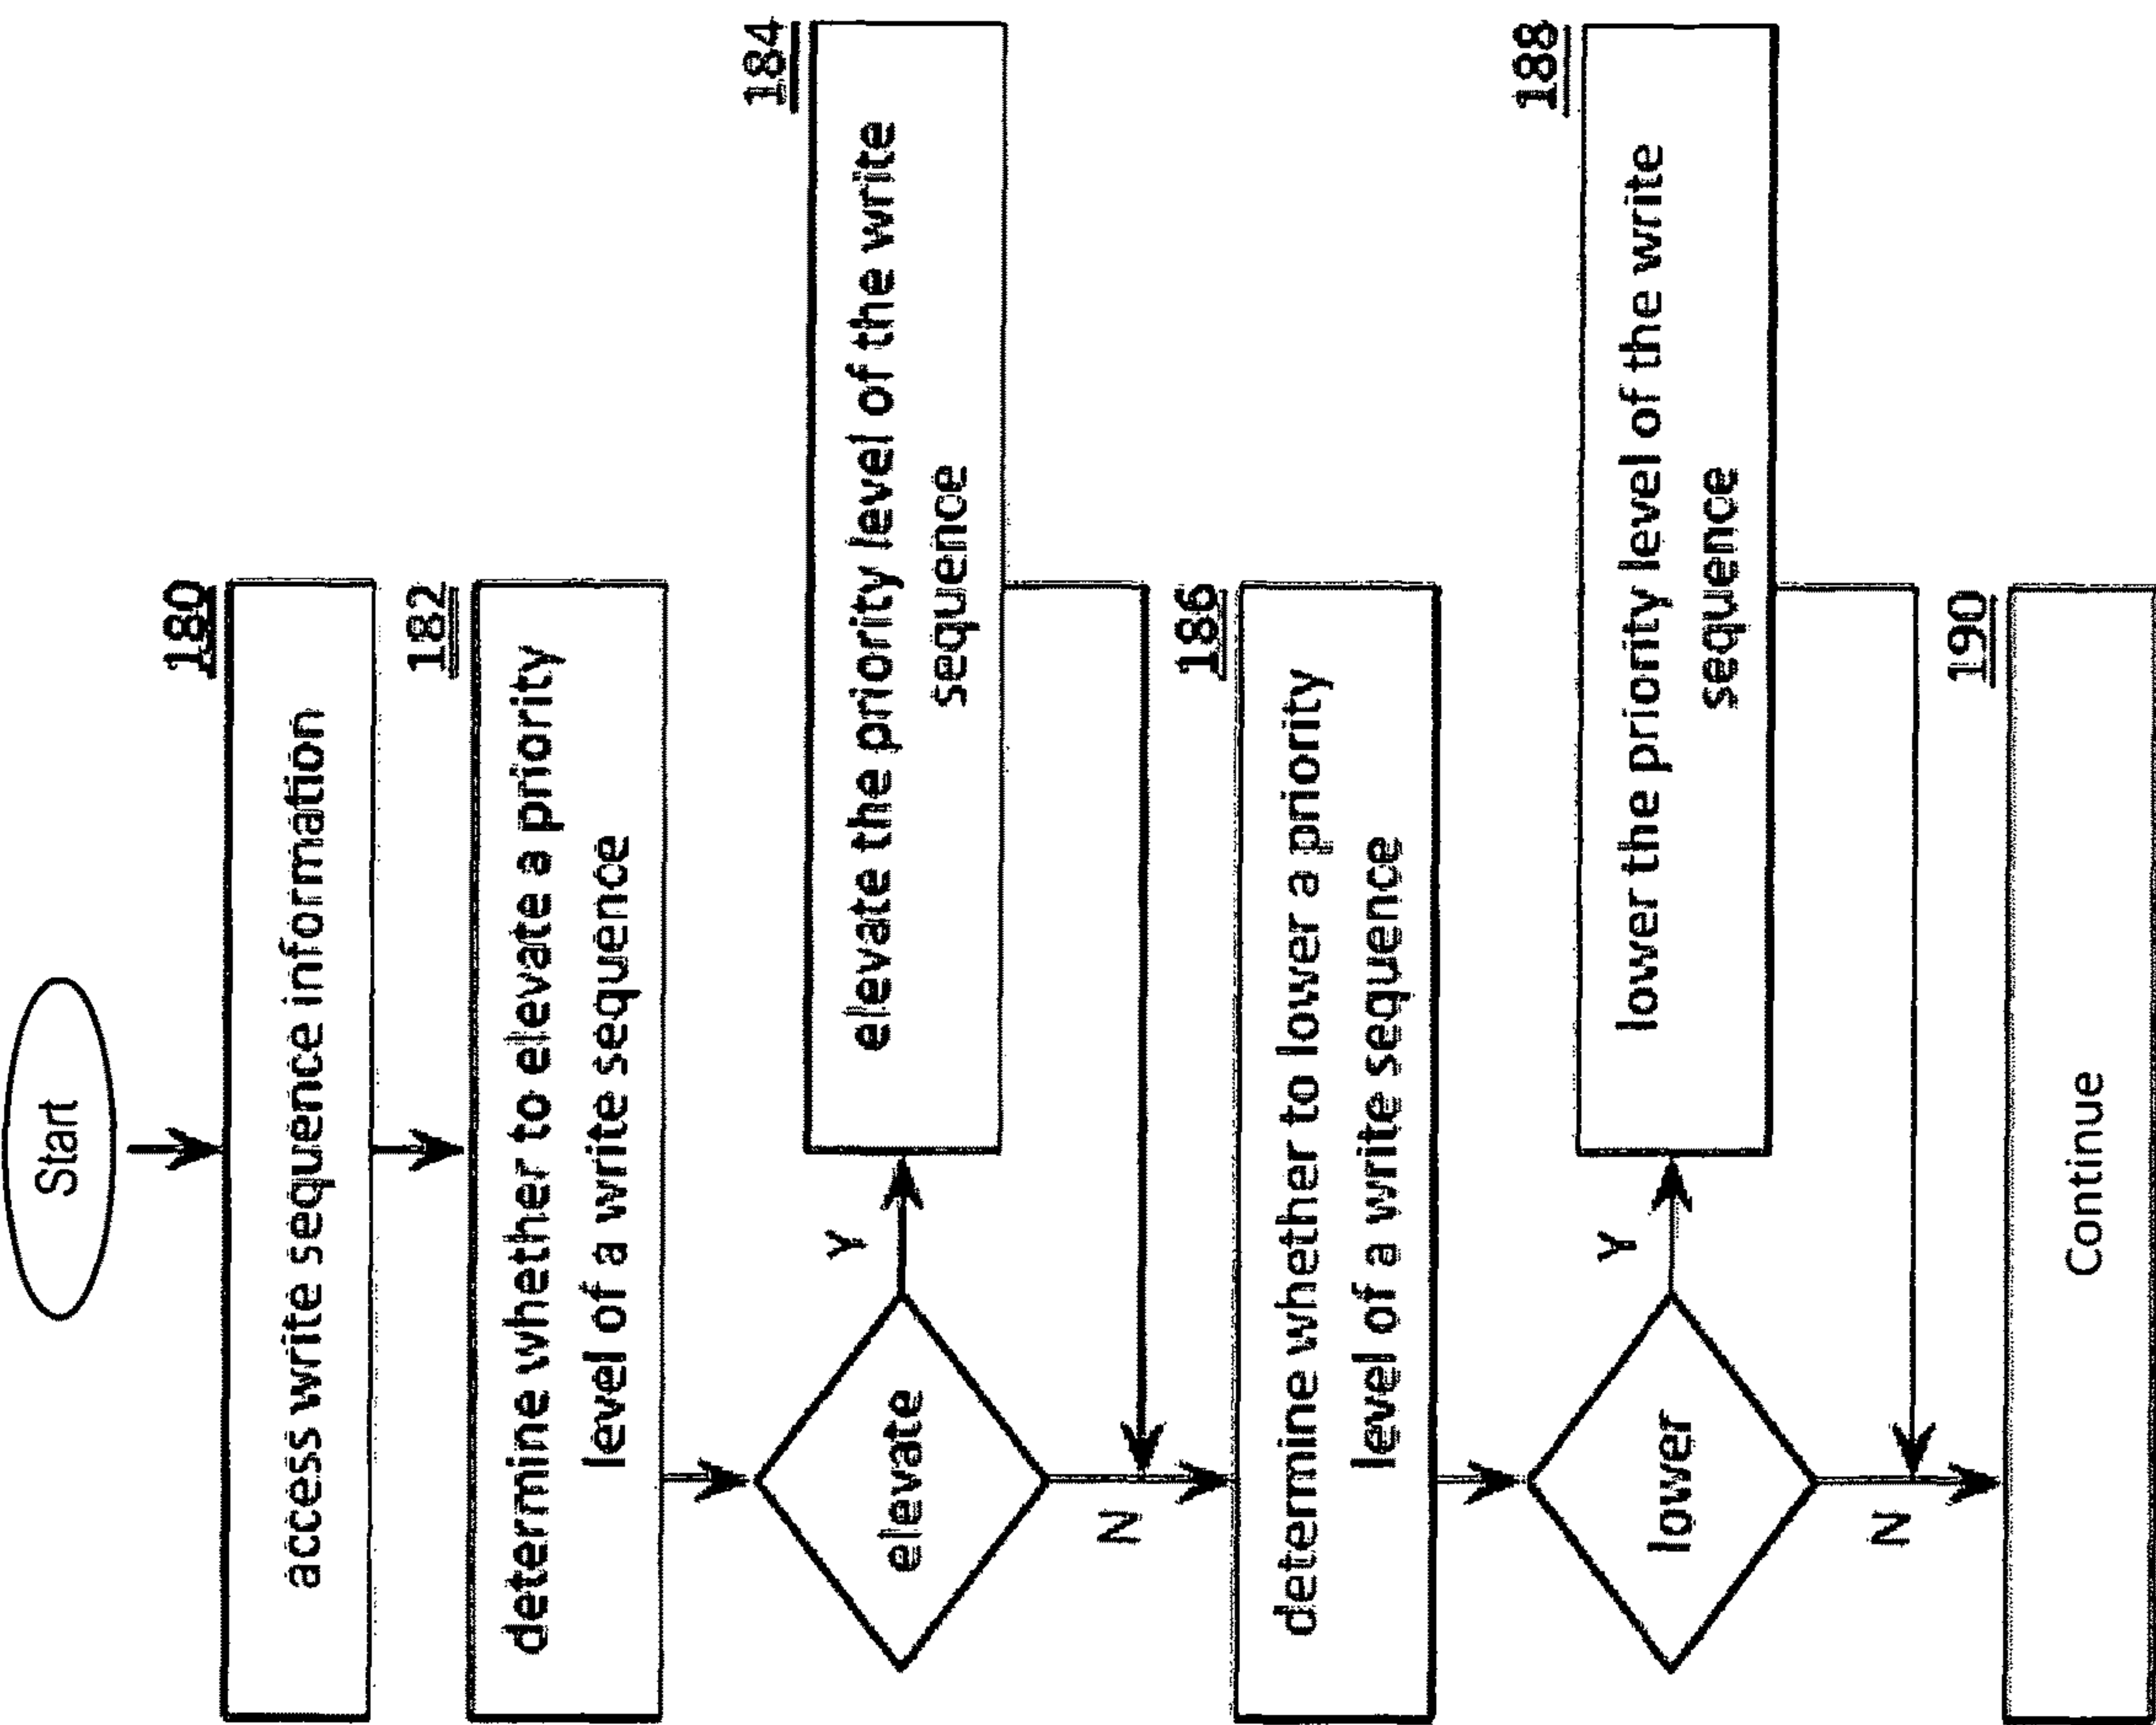 Start
180
access write sequence information
182
determine whether to elevate a priority
level of a write sequence
elevate
Y
184
elevate the priority level of the write
sequence
N
186
determine whether to lower a priority
level of a write sequence
lower
Y
188
lower the priority level of the write
sequence
N
190
Continue